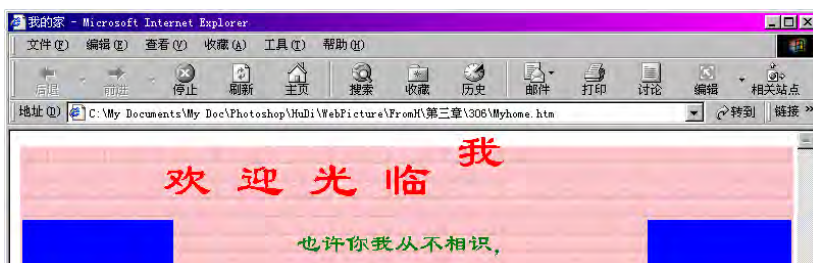 我的家 - Microsoft Internet Explorer
文件(F) 编辑(E) 查看(V) 收藏(A) 工具(T) 帮助(H)
后退 前进 停止 刷新 主页 搜索 收藏 历史 邮件 打印 讨论 编辑 相关站点
地址(D) C:\My Documents\My Doc\Photoshop\HuDi\WebPicture\FromH\第三章\306\Myhome.htm 转到 链接 »
欢 迎 光 临 我
也许你我从不相识,